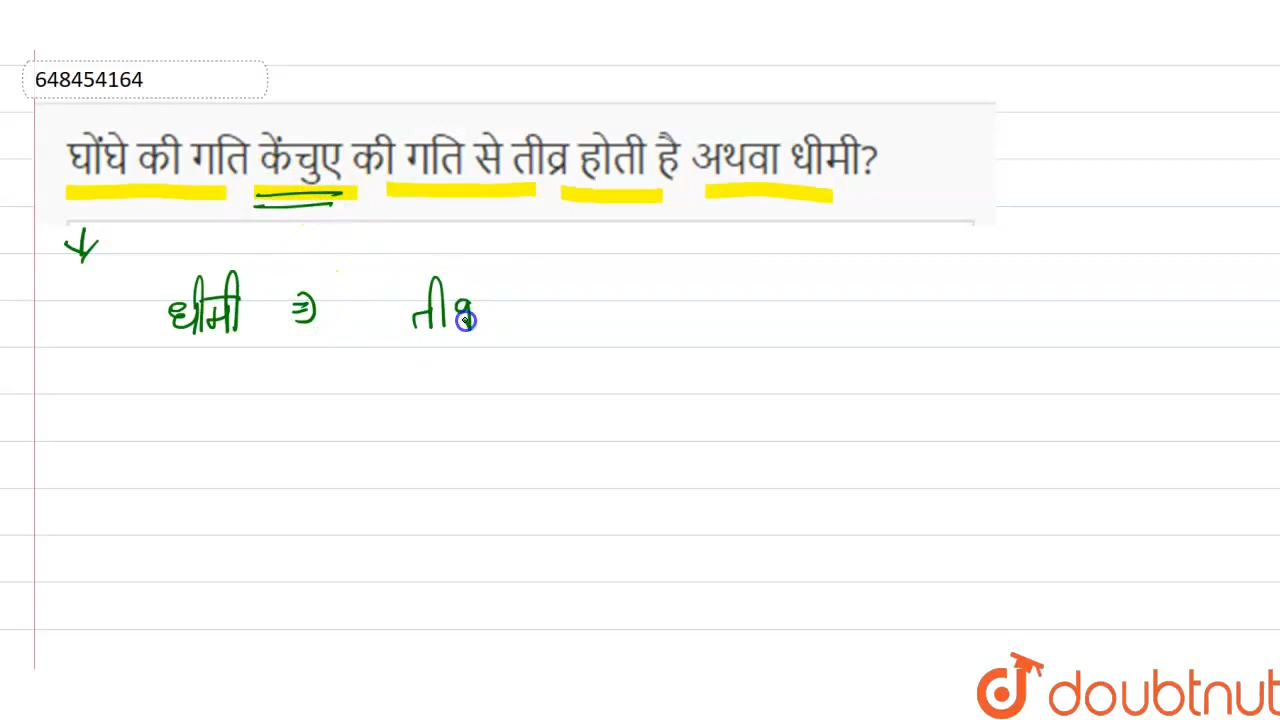 648454164
घोंघे की गति केंचुए की गति से तीव्र होती है अथवा धीमी?
धीमी ⇒ तीव्र
doubtnut